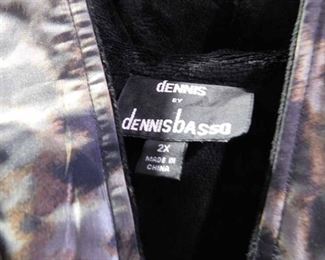 dENNIS
BY
dENNISbASSO
2X
MADE IN
CHINA